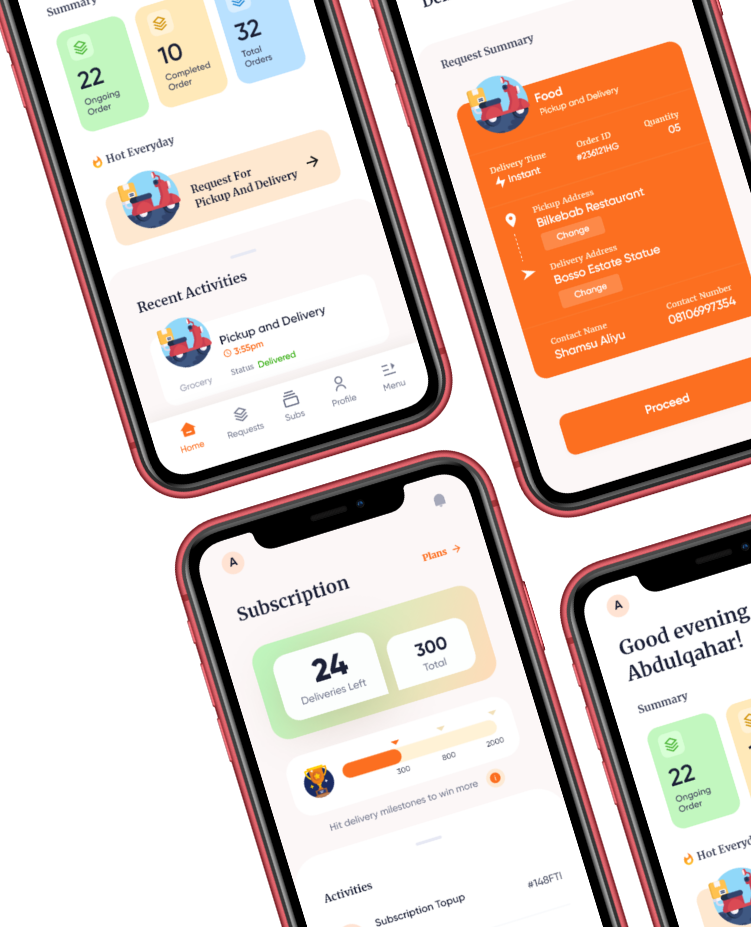 Summary
22
Ongoing
Order
10
Completed
Order
32
Total
Orders
Hot Everyday
Request For
Pickup And Delivery
Recent Activities
Pickup and Delivery
3:55pm
Grocery
Status Delivered
Home
Requests
Subs
Profile
Menu
Request Summary
Food
Pickup and Delivery
Delivery Time
Instant
Order ID
#236121HG
Quantity
05
Pickup Address
Bilkebab Restaurant
Change
Delivery Address
Bosso Estate Statue
Change
Contact Name
Shamsu Aliyu
Contact Number
08106997354
Proceed
A
Plans
Subscription
24
Deliveries Left
300
Total
300
800
2000
Hit delivery milestones to win more
Activities
Subscription Topup
#148FTI
A
Good evening
Abdulqahar!
Summary
22
Ongoing
Order
Hot Everyd